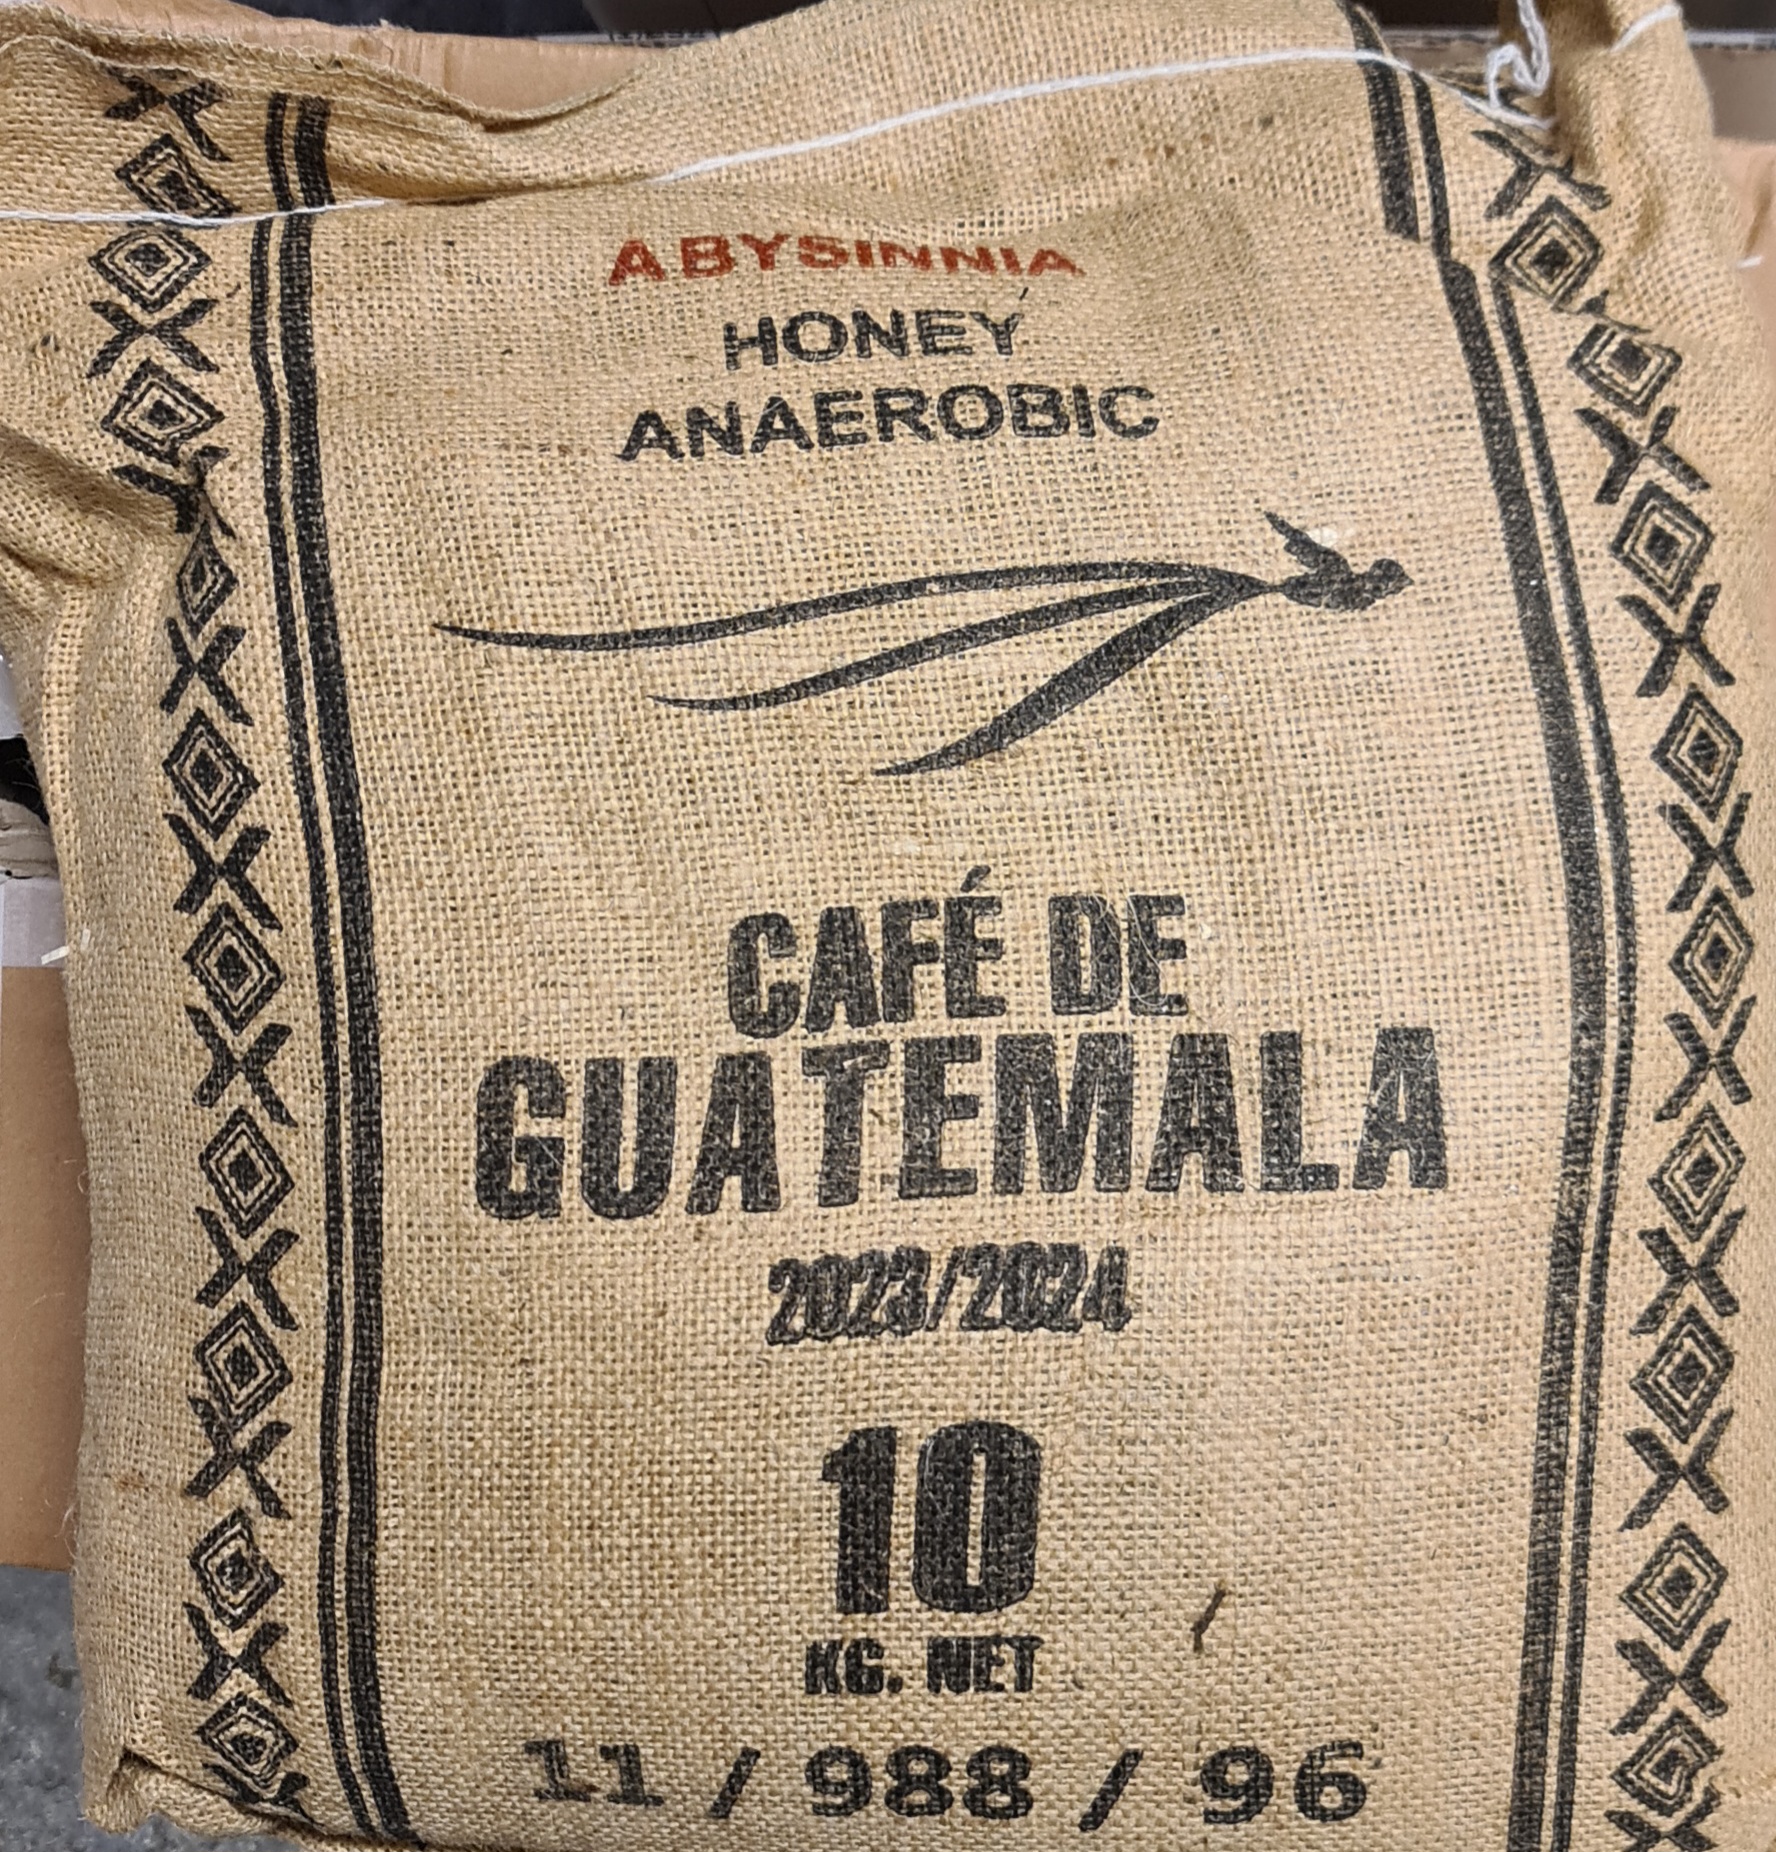 ABYSINNIA
HONEY
ANAEROBIC
CAFÉ DE
GUATEMALA
2023/2024
10
KG. NET
11 / 988 / 96